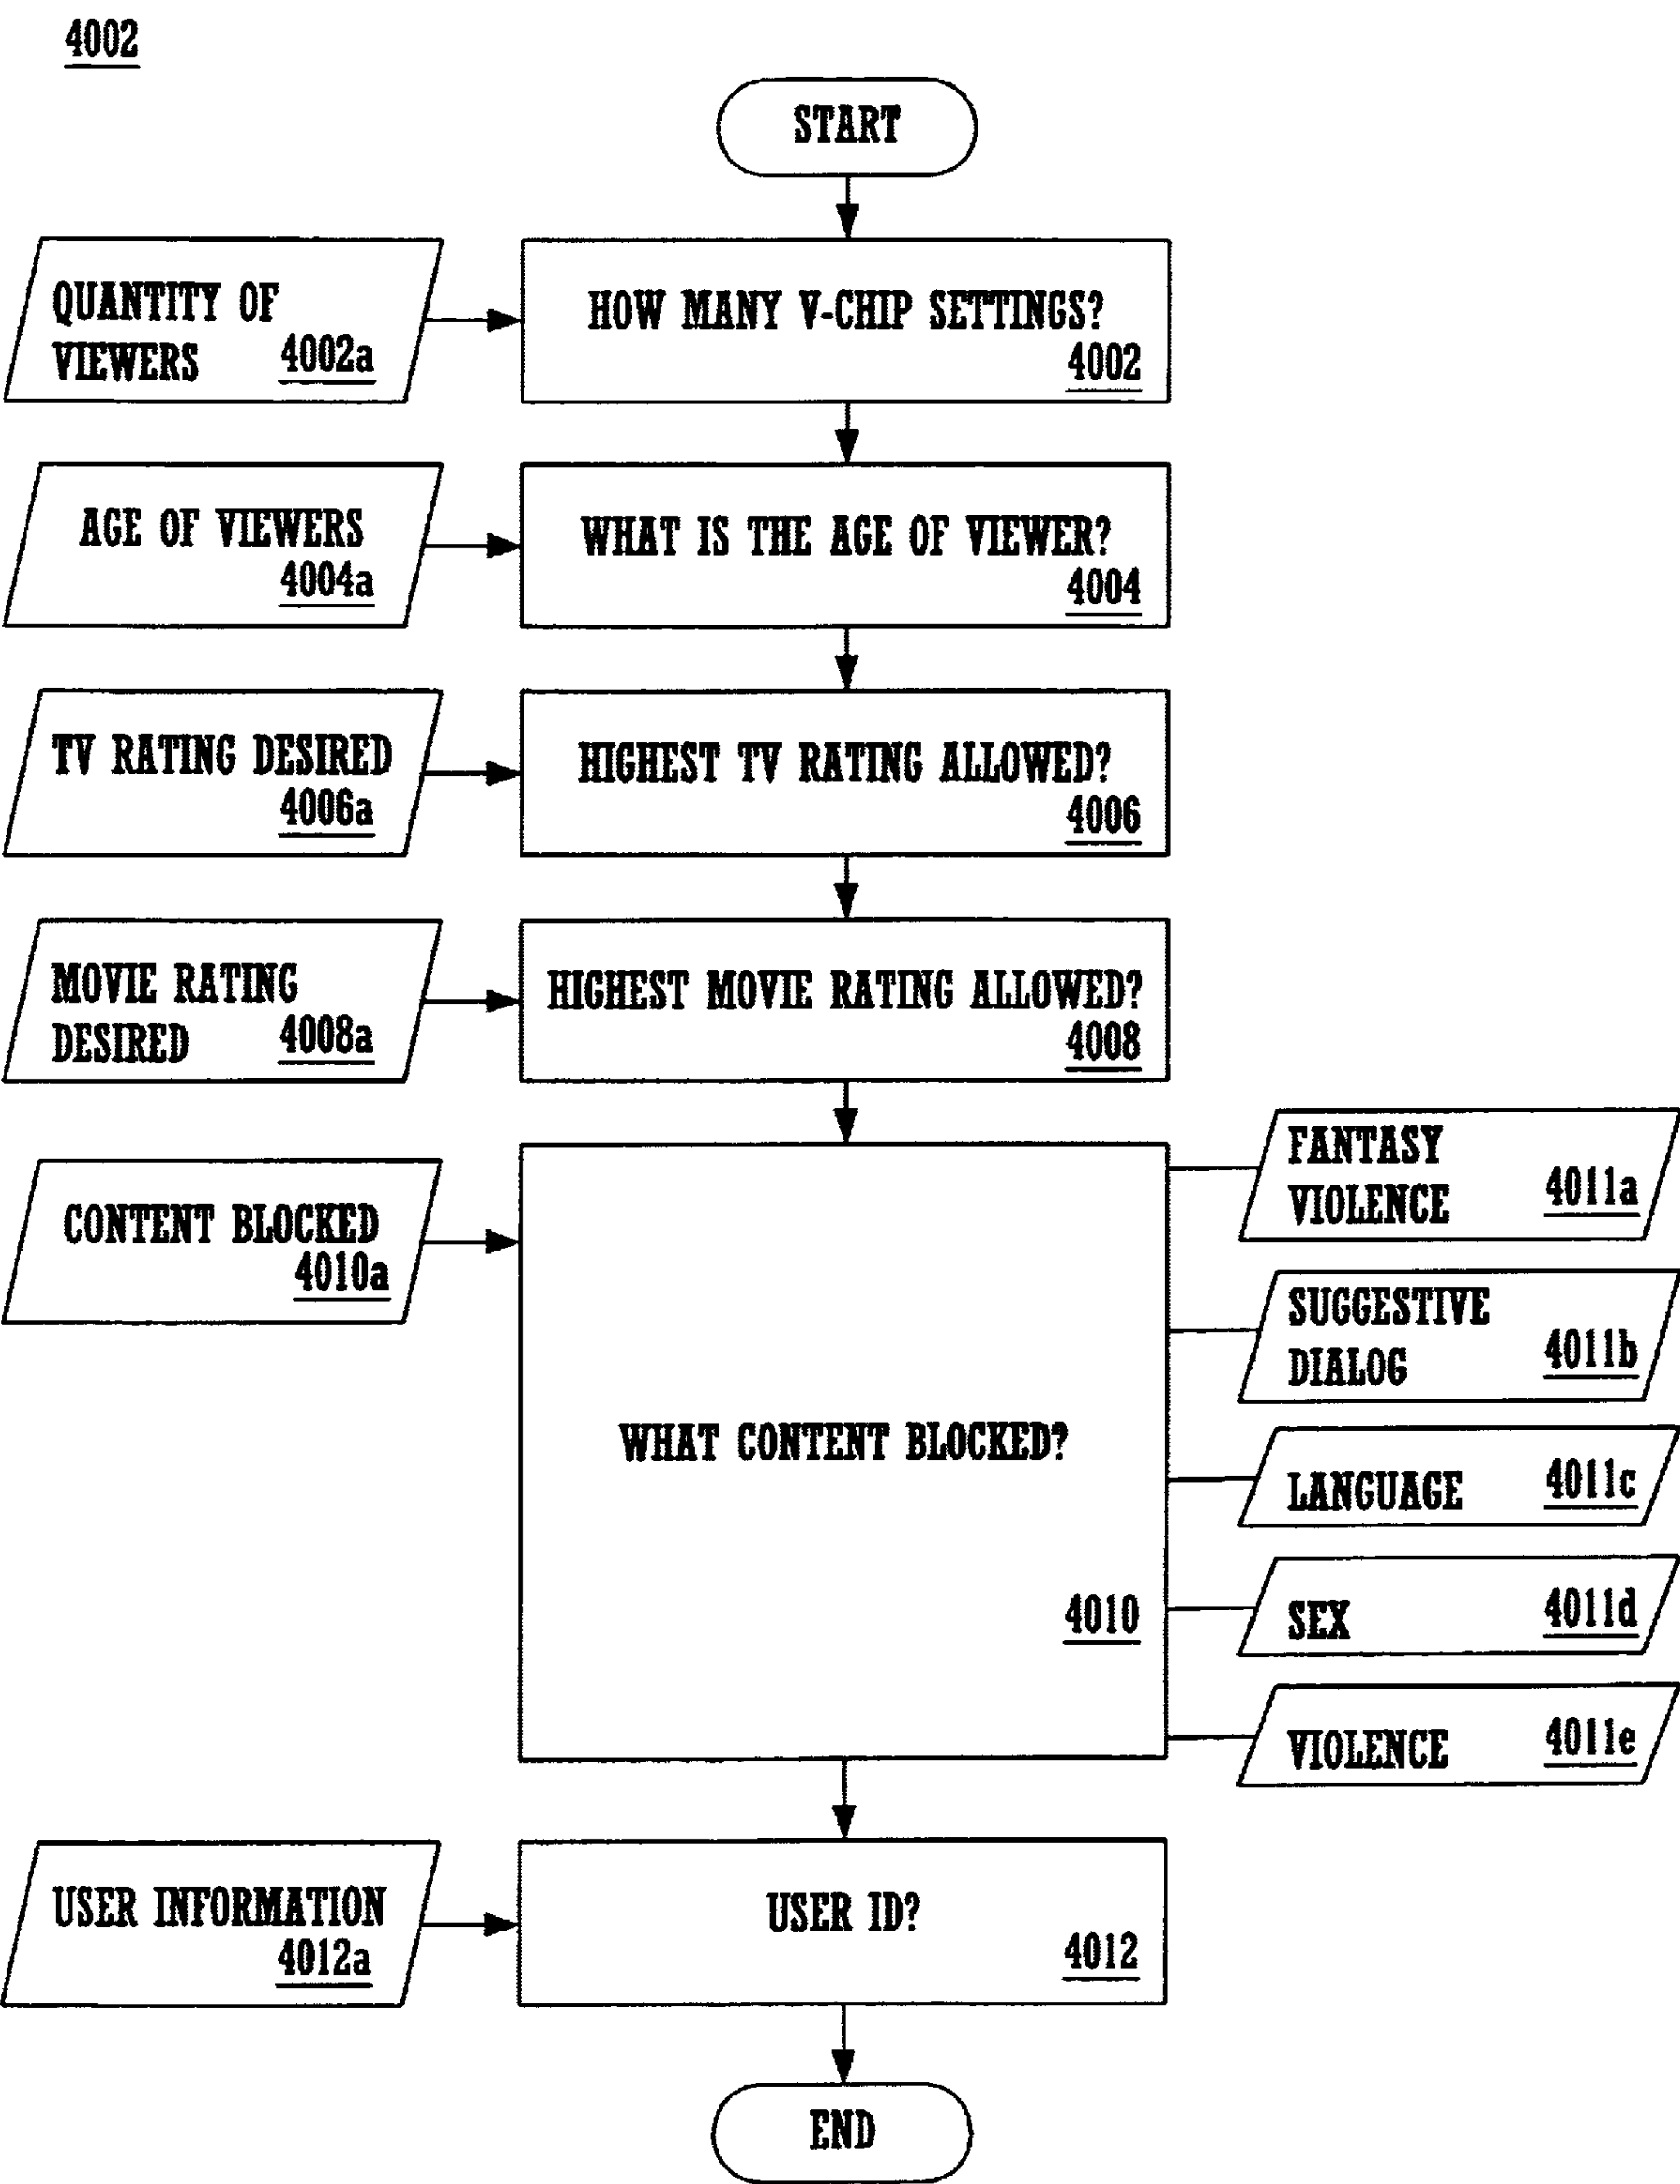 4002
START
QUANTITY OF
VIEWERS 4002a
HOW MANY V-CHIP SETTINGS?
4002
AGE OF VIEWERS
4004a
WHAT IS THE AGE OF VIEWER?
4004
TV RATING DESIRED
4006a
HIGHEST TV RATING ALLOWED?
4006
MOVIE RATING
DESIRED 4008a
HIGHEST MOVIE RATING ALLOWED?
4008
CONTENT BLOCKED
4010a
WHAT CONTENT BLOCKED?
4010
FANTASY
VIOLENCE 4011a
SUGGESTIVE
DIALOG 4011b
LANGUAGE 4011c
SEX 4011d
VIOLENCE 4011e
USER INFORMATION
4012a
USER ID?
4012
END